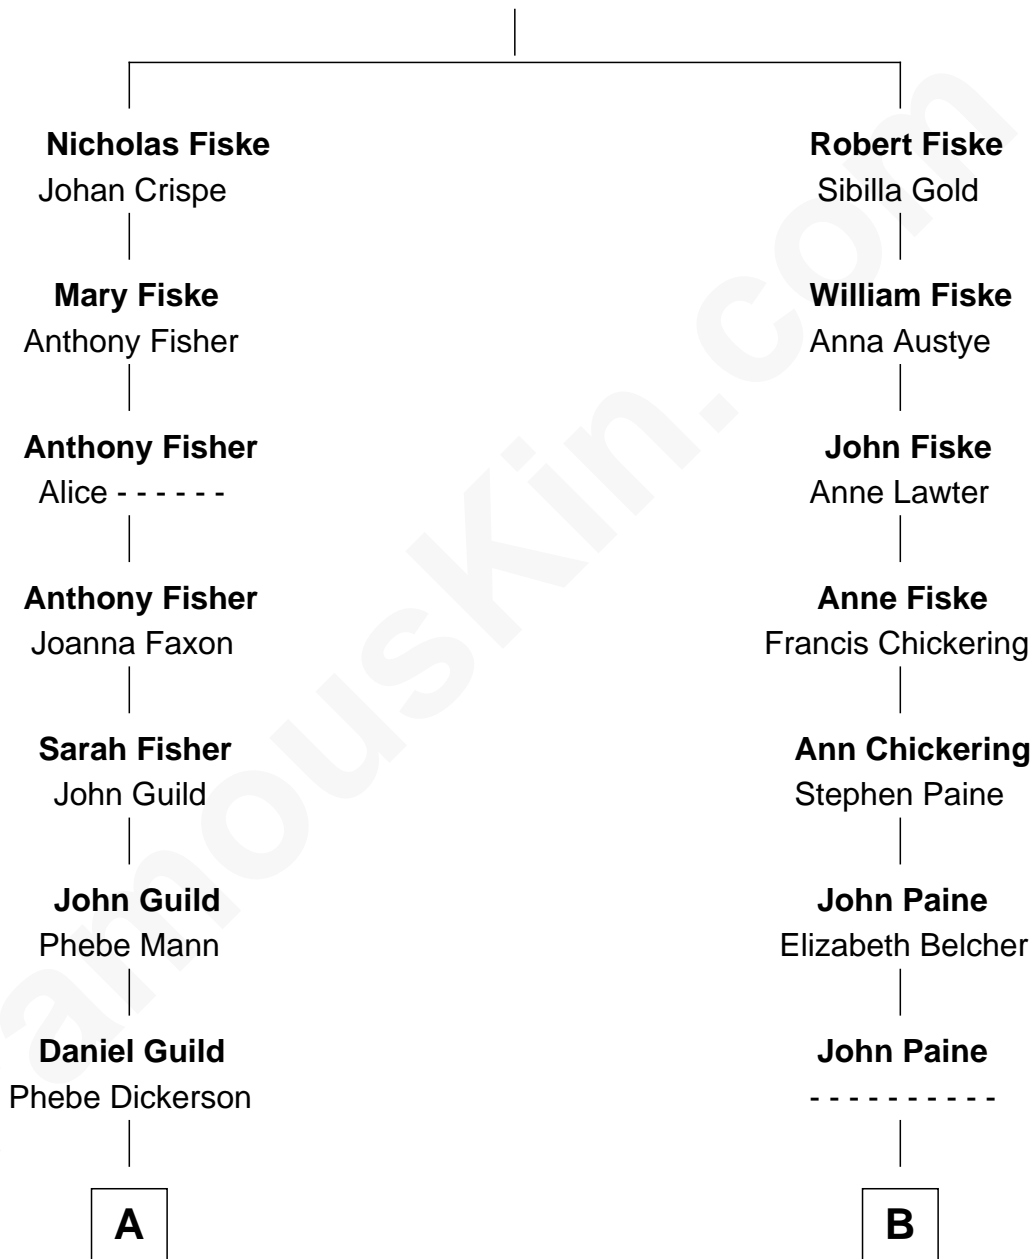 Nicholas Fiske
Johan Crispe
Mary Fiske
Anthony Fisher
Anthony Fisher
Alice - - - - - -
Anthony Fisher
Joanna Faxon
Sarah Fisher
John Guild
John Guild
Phebe Mann
Daniel Guild
Phebe Dickerson
A
Robert Fiske
Sibilla Gold
William Fiske
Anna Austye
John Fiske
Anne Lawter
Anne Fiske
Francis Chickering
Ann Chickering
Stephen Paine
John Paine
Elizabeth Belcher
John Paine
- - - - - - - - - -
B
amouskin.com